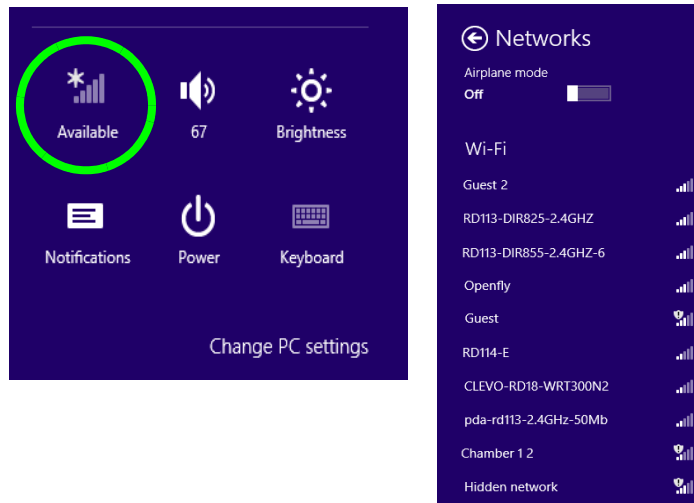 Available
67
Brightness
Notifications
Power
Keyboard
Change PC settings
Networks
Airplane mode
Off
Wi-Fi
Guest 2
RD113-DIR825-2.4GHZ
RD113-DIR855-2.4GHZ-6
Openfly
Guest
RD114-E
CLEVO-RD18-WRT300N2
pda-rd113-2.4GHz-50Mb
Chamber 1 2
Hidden network